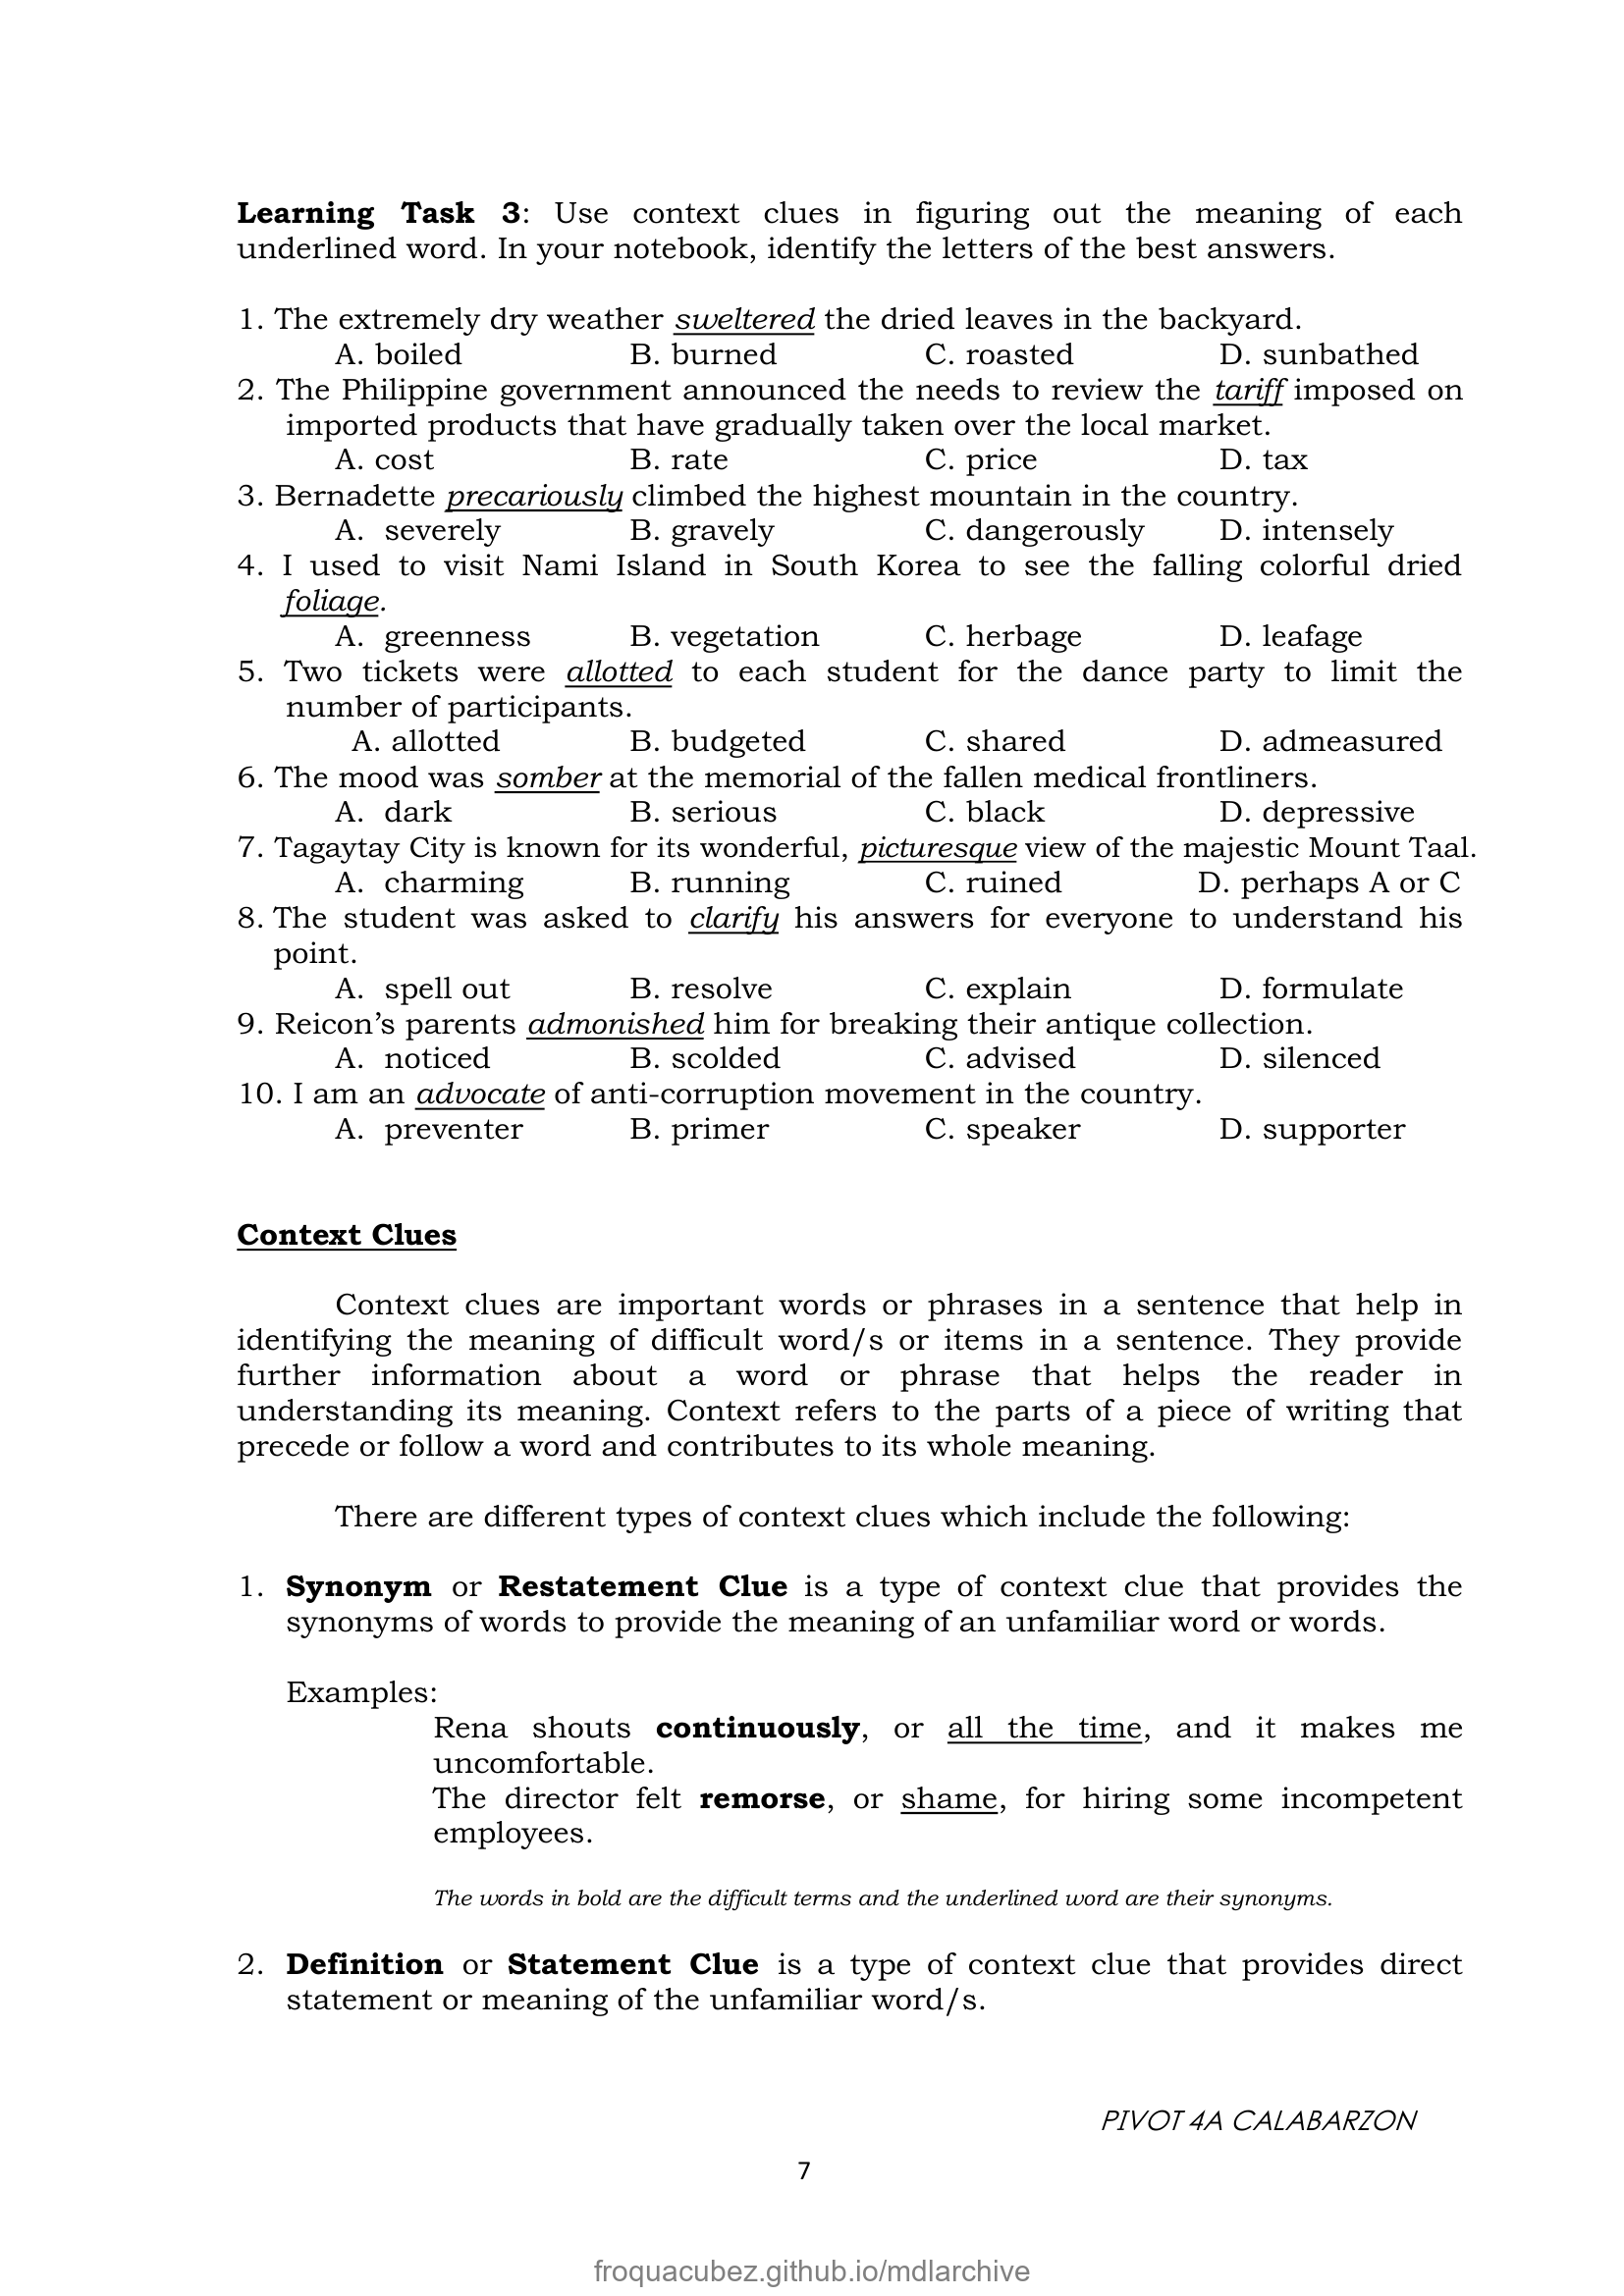 Learning Task 3: Use context clues in figuring out the meaning of each
underlined word. In your notebook, identify the letters of the best answers.
1. The extremely dry weather sweltered the dried leaves in the backyard.
A. boiled B. burned C. roasted D. sunbathed
2. The Philippine government announced the needs to review the tariff imposed on
imported products that have gradually taken over the local market.
A. cost B. rate C. price D. tax
3. Bernadette precariously climbed the highest mountain in the country.
A. severely B. gravely C. dangerously D. intensely
4. I used to visit Nami Island in South Korea to see the falling colorful dried
foliage.
A. greenness B. vegetation C. herbage D. leafage
5. Two tickets were allotted to each student for the dance party to limit the
number of participants.
A. allotted B. budgeted C. shared D. admeasured
6. The mood was somber at the memorial of the fallen medical frontliners.
A. dark B. serious C. black D. depressive
7. Tagaytay City is known for its wonderful, picturesque view of the majestic Mount Taal.
A. charming B. running C. ruined D. perhaps A or C
8. The student was asked to clarify his answers for everyone to understand his
point.
A. spell out B. resolve C. explain D. formulate
9. Reicon’s parents admonished him for breaking their antique collection.
A. noticed B. scolded C. advised D. silenced
10. I am an advocate of anti-corruption movement in the country.
A. preventer B. primer C. speaker D. supporter
Context Clues
Context clues are important words or phrases in a sentence that help in
identifying the meaning of difficult word/s or items in a sentence. They provide
further information about a word or phrase that helps the reader in
understanding its meaning. Context refers to the parts of a piece of writing that
precede or follow a word and contributes to its whole meaning.
There are different types of context clues which include the following:
1. Synonym or Restatement Clue is a type of context clue that provides the
synonyms of words to provide the meaning of an unfamiliar word or words.
Examples:
Rena shouts continuously, or all the time, and it makes me
uncomfortable.
The director felt remorse, or shame, for hiring some incompetent
employees.
The words in bold are the difficult terms and the underlined word are their synonyms.
2. Definition or Statement Clue is a type of context clue that provides direct
statement or meaning of the unfamiliar word/s.
PIVOT 4A CALABARZON
7
froquacubez.github.io/mdlarchive